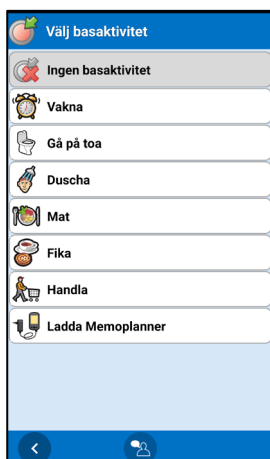 Välj basaktivitet
Ingen basaktivitet
Vakna
Gå på toa
Duscha
Mat
Fika
Handla
Ladda Memoplanner